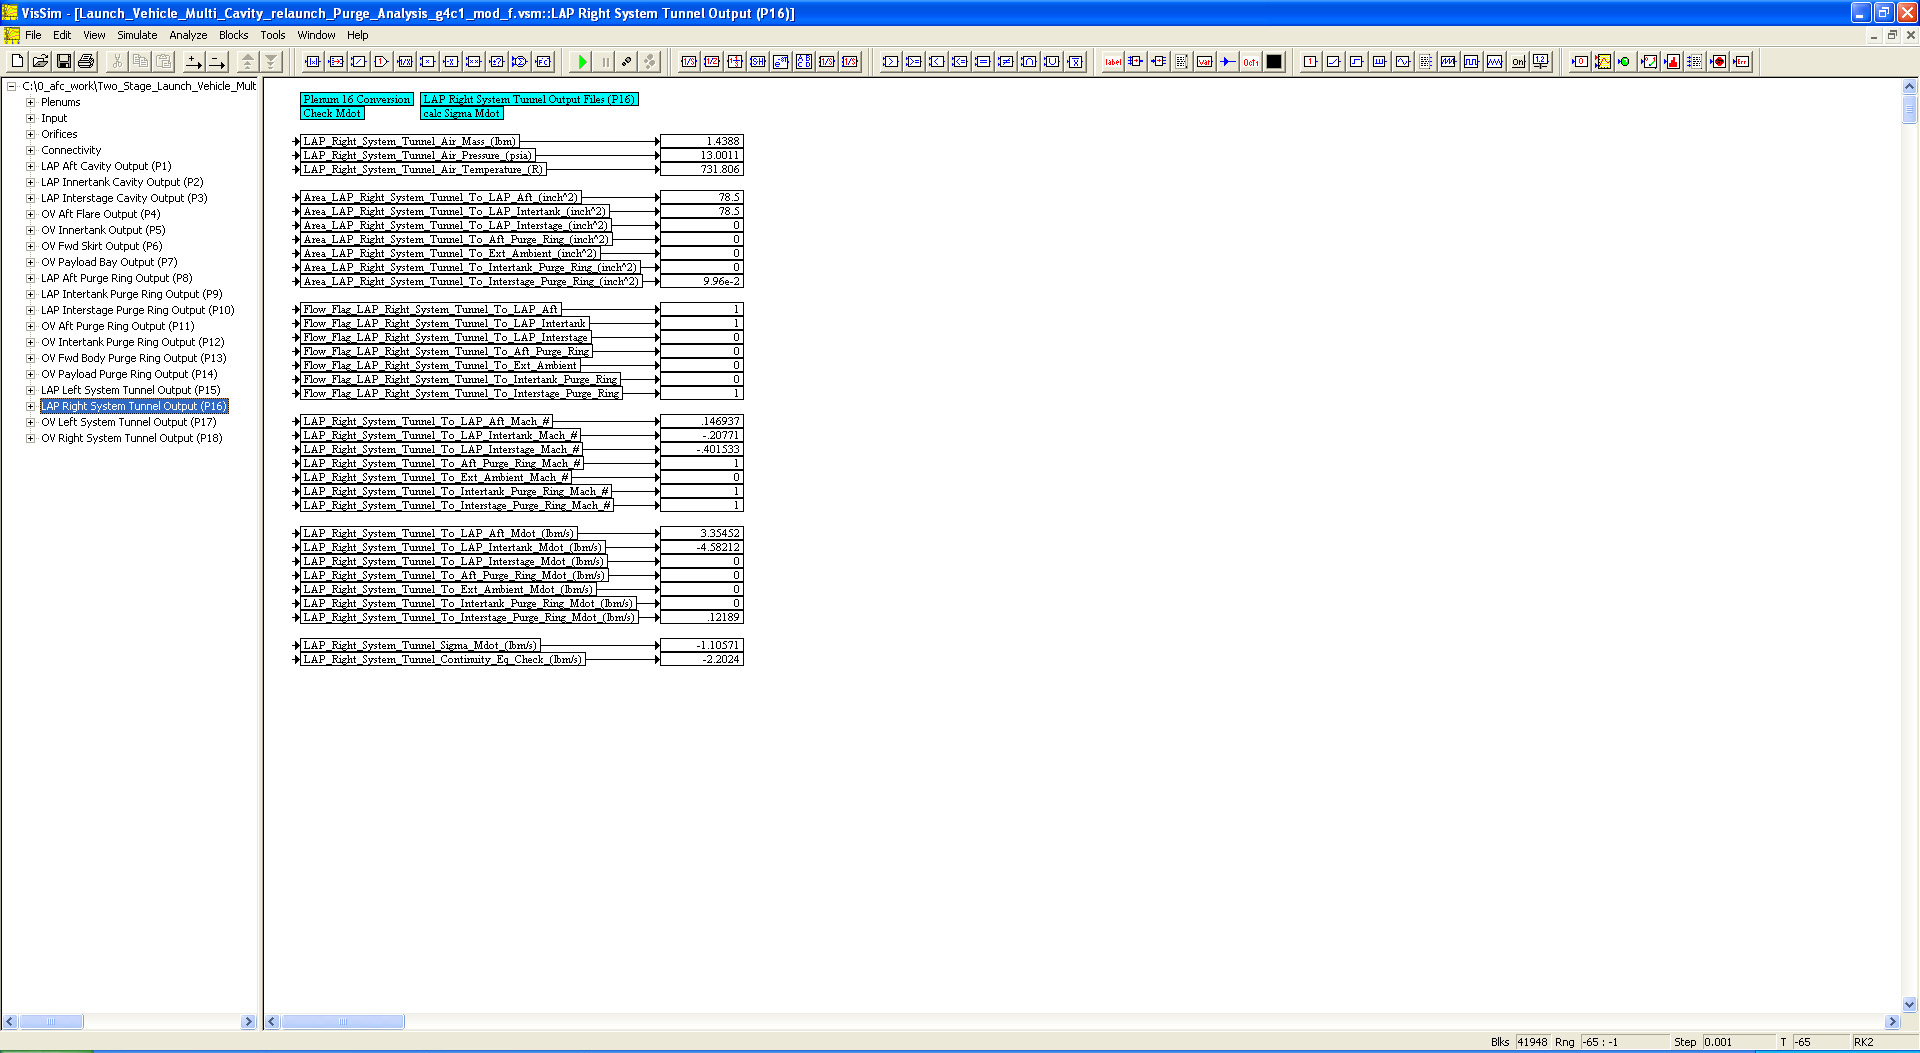 VisSim - [Launch_Vehicle_Multi_Cavity_relaunch_Purge_Analysis_g4c1_mod_f.vsm::LAP Right System Tunnel Output (P16)]
File Edit View Simulate Analyze Blocks Tools Window Help
C:\0_afc_work\Two_Stage_Launch_Vehicle_Mult
Plenums
Input
Orifices
Connectivity
LAP Aft Cavity Output (P1)
LAP Innertank Cavity Output (P2)
LAP Interstage Cavity Output (P3)
OV Aft Flare Output (P4)
OV Innertank Output (P5)
OV Fwd Skirt Output (P6)
OV Payload Bay Output (P7)
LAP Aft Purge Ring Output (P8)
LAP Intertank Purge Ring Output (P9)
LAP Interstage Purge Ring Output (P10)
OV Aft Purge Ring Output (P11)
OV Intertank Purge Ring Output (P12)
OV Fwd Body Purge Ring Output (P13)
OV Payload Purge Ring Output (P14)
LAP Left System Tunnel Output (P15)
LAP Right System Tunnel Output (P16)
OV Left System Tunnel Output (P17)
OV Right System Tunnel Output (P18)
Plenum 16 Conversion LAP Right System Tunnel Output Files (P16)
Check Mdot calc Sigma Mdot
LAP_Right_System_Tunnel_Air_Mass_(lbm) 1.4388
LAP_Right_System_Tunnel_Air_Pressure_(psia) 13.0011
LAP_Right_System_Tunnel_Air_Temperature_(R) 731.806
Area_LAP_Right_System_Tunnel_To_LAP_Aft_(inch^2) 78.5
Area_LAP_Right_System_Tunnel_To_LAP_Intertank_(inch^2) 78.5
Area_LAP_Right_System_Tunnel_To_LAP_Interstage_(inch^2) 0
Area_LAP_Right_System_Tunnel_To_Aft_Purge_Ring_(inch^2) 0
Area_LAP_Right_System_Tunnel_To_Ext_Ambient_(inch^2) 0
Area_LAP_Right_System_Tunnel_To_Intertank_Purge_Ring_(inch^2) 0
Area_LAP_Right_System_Tunnel_To_Interstage_Purge_Ring_(inch^2) 9.96e-2
Flow_Flag_LAP_Right_System_Tunnel_To_LAP_Aft 1
Flow_Flag_LAP_Right_System_Tunnel_To_LAP_Intertank 1
Flow_Flag_LAP_Right_System_Tunnel_To_LAP_Interstage 0
Flow_Flag_LAP_Right_System_Tunnel_To_Aft_Purge_Ring 0
Flow_Flag_LAP_Right_System_Tunnel_To_Ext_Ambient 0
Flow_Flag_LAP_Right_System_Tunnel_To_Intertank_Purge_Ring 0
Flow_Flag_LAP_Right_System_Tunnel_To_Interstage_Purge_Ring 1
LAP_Right_System_Tunnel_To_LAP_Aft_Mach_# .146937
LAP_Right_System_Tunnel_To_LAP_Intertank_Mach_# -.20771
LAP_Right_System_Tunnel_To_LAP_Interstage_Mach_# -.401533
LAP_Right_System_Tunnel_To_Aft_Purge_Ring_Mach_# 1
LAP_Right_System_Tunnel_To_Ext_Ambient_Mach_# 0
LAP_Right_System_Tunnel_To_Intertank_Purge_Ring_Mach_# 1
LAP_Right_System_Tunnel_To_Interstage_Purge_Ring_Mach_# 1
LAP_Right_System_Tunnel_To_LAP_Aft_Mdot_(lbm/s) 3.35452
LAP_Right_System_Tunnel_To_LAP_Intertank_Mdot_(lbm/s) -4.58212
LAP_Right_System_Tunnel_To_LAP_Interstage_Mdot_(lbm/s) 0
LAP_Right_System_Tunnel_To_Aft_Purge_Ring_Mdot_(lbm/s) 0
LAP_Right_System_Tunnel_To_Ext_Ambient_Mdot_(lbm/s) 0
LAP_Right_System_Tunnel_To_Intertank_Purge_Ring_Mdot_(lbm/s) 0
LAP_Right_System_Tunnel_To_Interstage_Purge_Ring_Mdot_(lbm/s) .12189
LAP_Right_System_Tunnel_Sigma_Mdot_(lbm/s) -1.10571
LAP_Right_System_Tunnel_Continuity_Eq_Check_(lbm/s) -2.2024
Blks 41948 Rng -65 : -1 Step 0.001 T -65 RK2